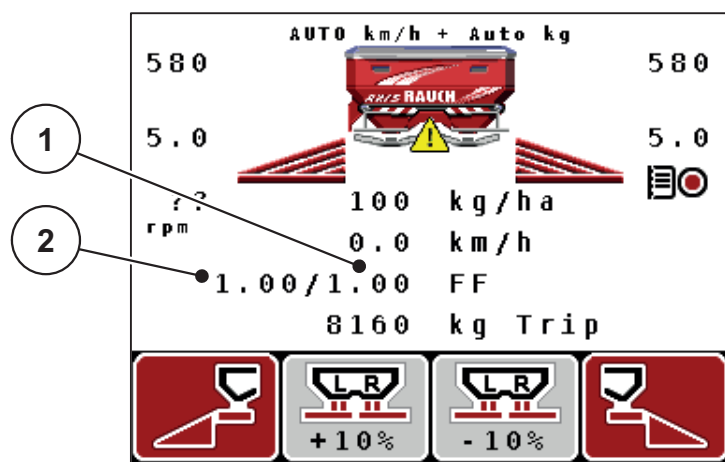 AUTO km/h + Auto kg
580 580
AXIS RAUCH
1
5.0 5.0
?? 100 kg/ha
rpm
2
0.0 km/h
1.00/1.00 FF
8160 kg Trip
L R L R
+10% -10%